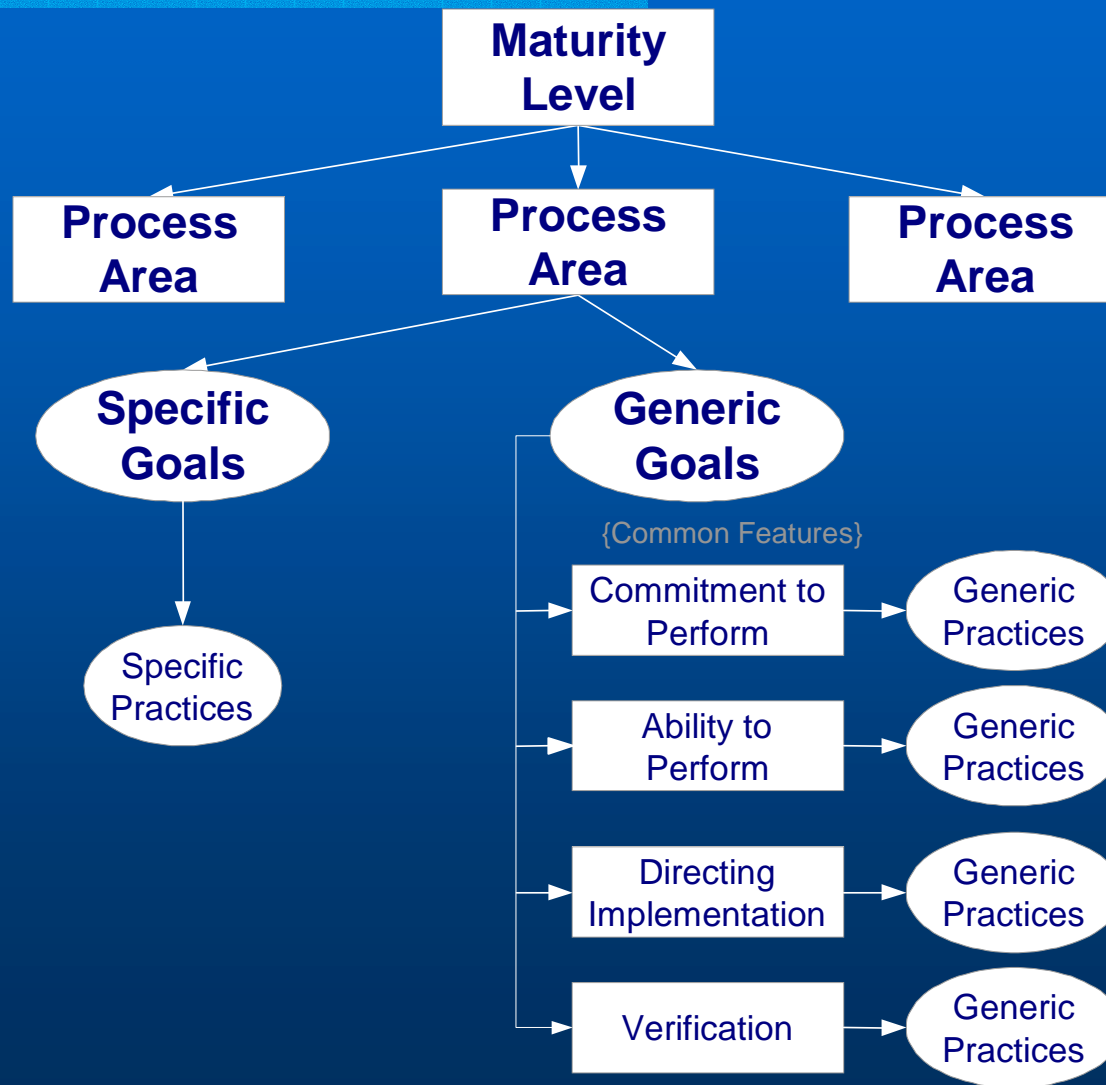 Maturity
Level
Process
Area
Process
Area
Process
Area
Specific
Goals
Generic
Goals
{Common Features}
Commitment to
Perform
Generic
Practices
Specific
Practices
Ability to
Perform
Generic
Practices
Directing
Implementation
Generic
Practices
Verification
Generic
Practices